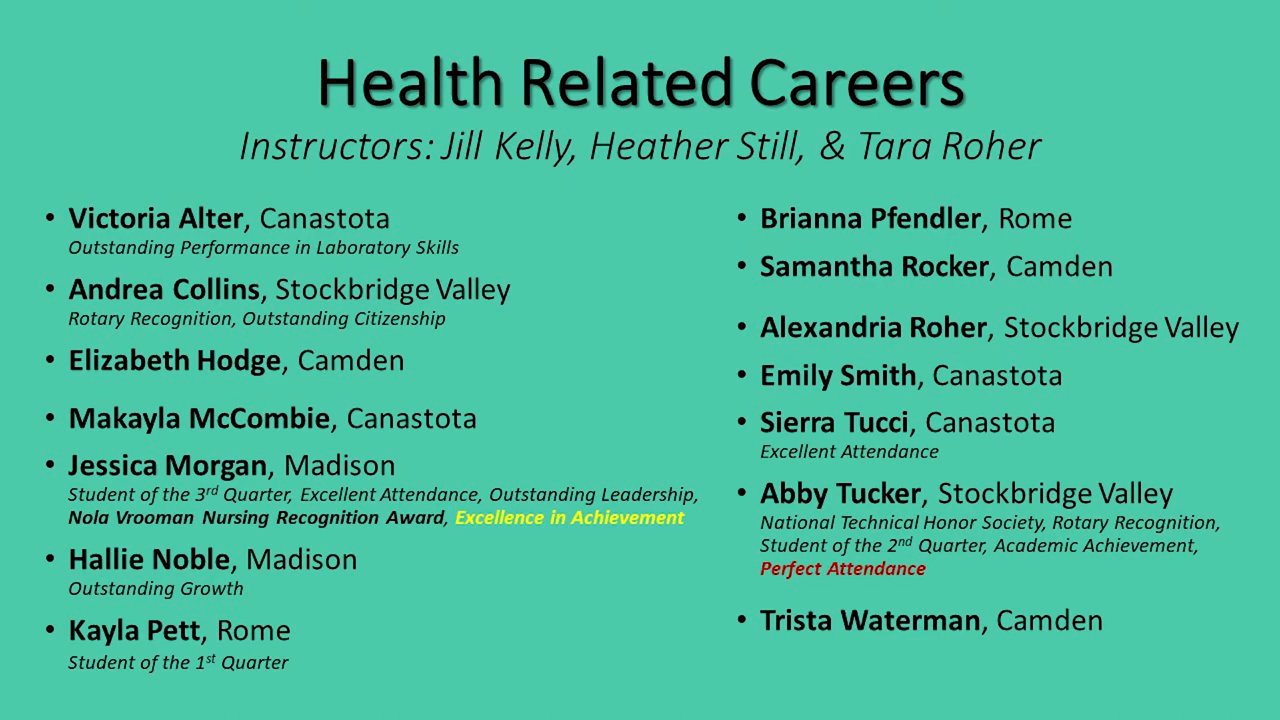 Health Related Careers
Instructors: Jill Kelly, Heather Still, & Tara Roher
• Victoria Alter, Canastota
Outstanding Performance in Laboratory Skills
• Andrea Collins, Stockbridge Valley
Rotary Recognition, Outstanding Citizenship
• Elizabeth Hodge, Camden
• Makayla McCombie, Canastota
• Jessica Morgan, Madison
Student of the 3rd Quarter, Excellent Attendance, Outstanding Leadership,
Nola Vrooman Nursing Recognition Award, Excellence in Achievement
• Hallie Noble, Madison
Outstanding Growth
• Kayla Pett, Rome
Student of the 1st Quarter
• Brianna Pfendler, Rome
• Samantha Rocker, Camden
• Alexandria Roher, Stockbridge Valley
• Emily Smith, Canastota
• Sierra Tucci, Canastota
Excellent Attendance
• Abby Tucker, Stockbridge Valley
National Technical Honor Society, Rotary Recognition,
Student of the 2nd Quarter, Academic Achievement,
Perfect Attendance
• Trista Waterman, Camden